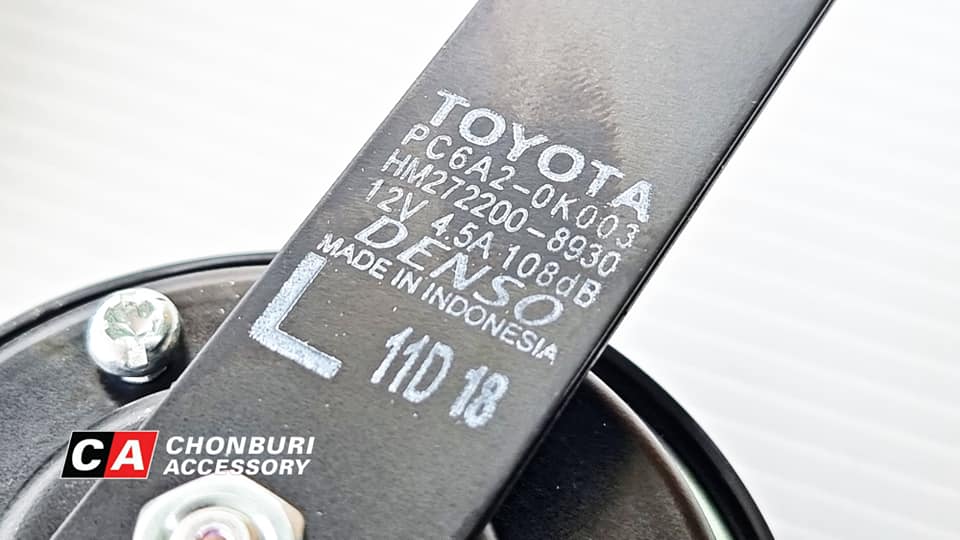 TOYOTA
PC6A2-0K003
HM272200-8930
12V 4.5A 108dB
DENSO
MADE IN INDONESIA
L
11D 18
CA CHONBURI
ACCESSORY